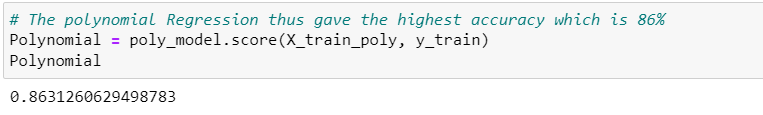 # The polynomial Regression thus gave the highest accuracy which is 86%
Polynomial = poly_model.score(X_train_poly, y_train)
Polynomial
0.8631260629498783